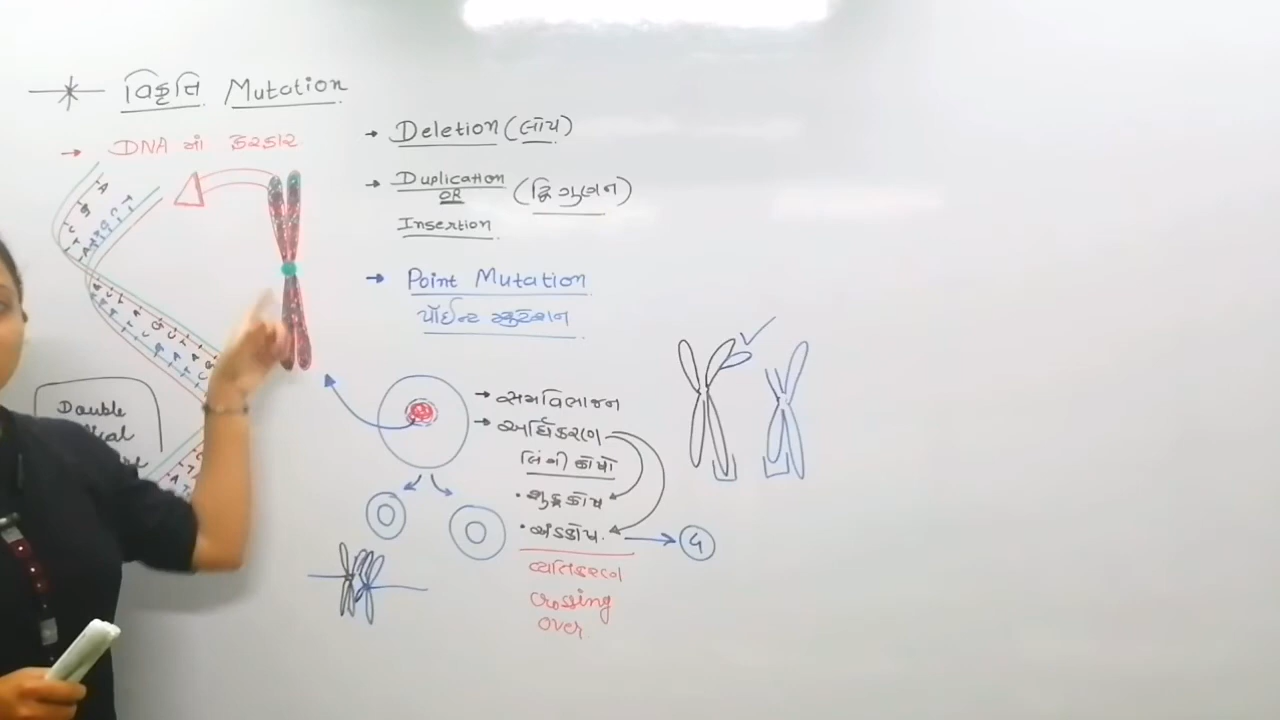 વિકૃતિ Mutation
→ DNA માં ફેરફાર
→ Deletion (લોપ)
→ Duplication
OR
(દ્વિગુણન)
Insertion
→ Point Mutation
પોઈન્ટ મ્યુટેશન
Double
→ સમવિભાજન
→ અર્ધિકરણ
લિંગી કોષો
• શુક્રકોષ
• અંડકોષ.
વ્યતિકરણ
crossing
over